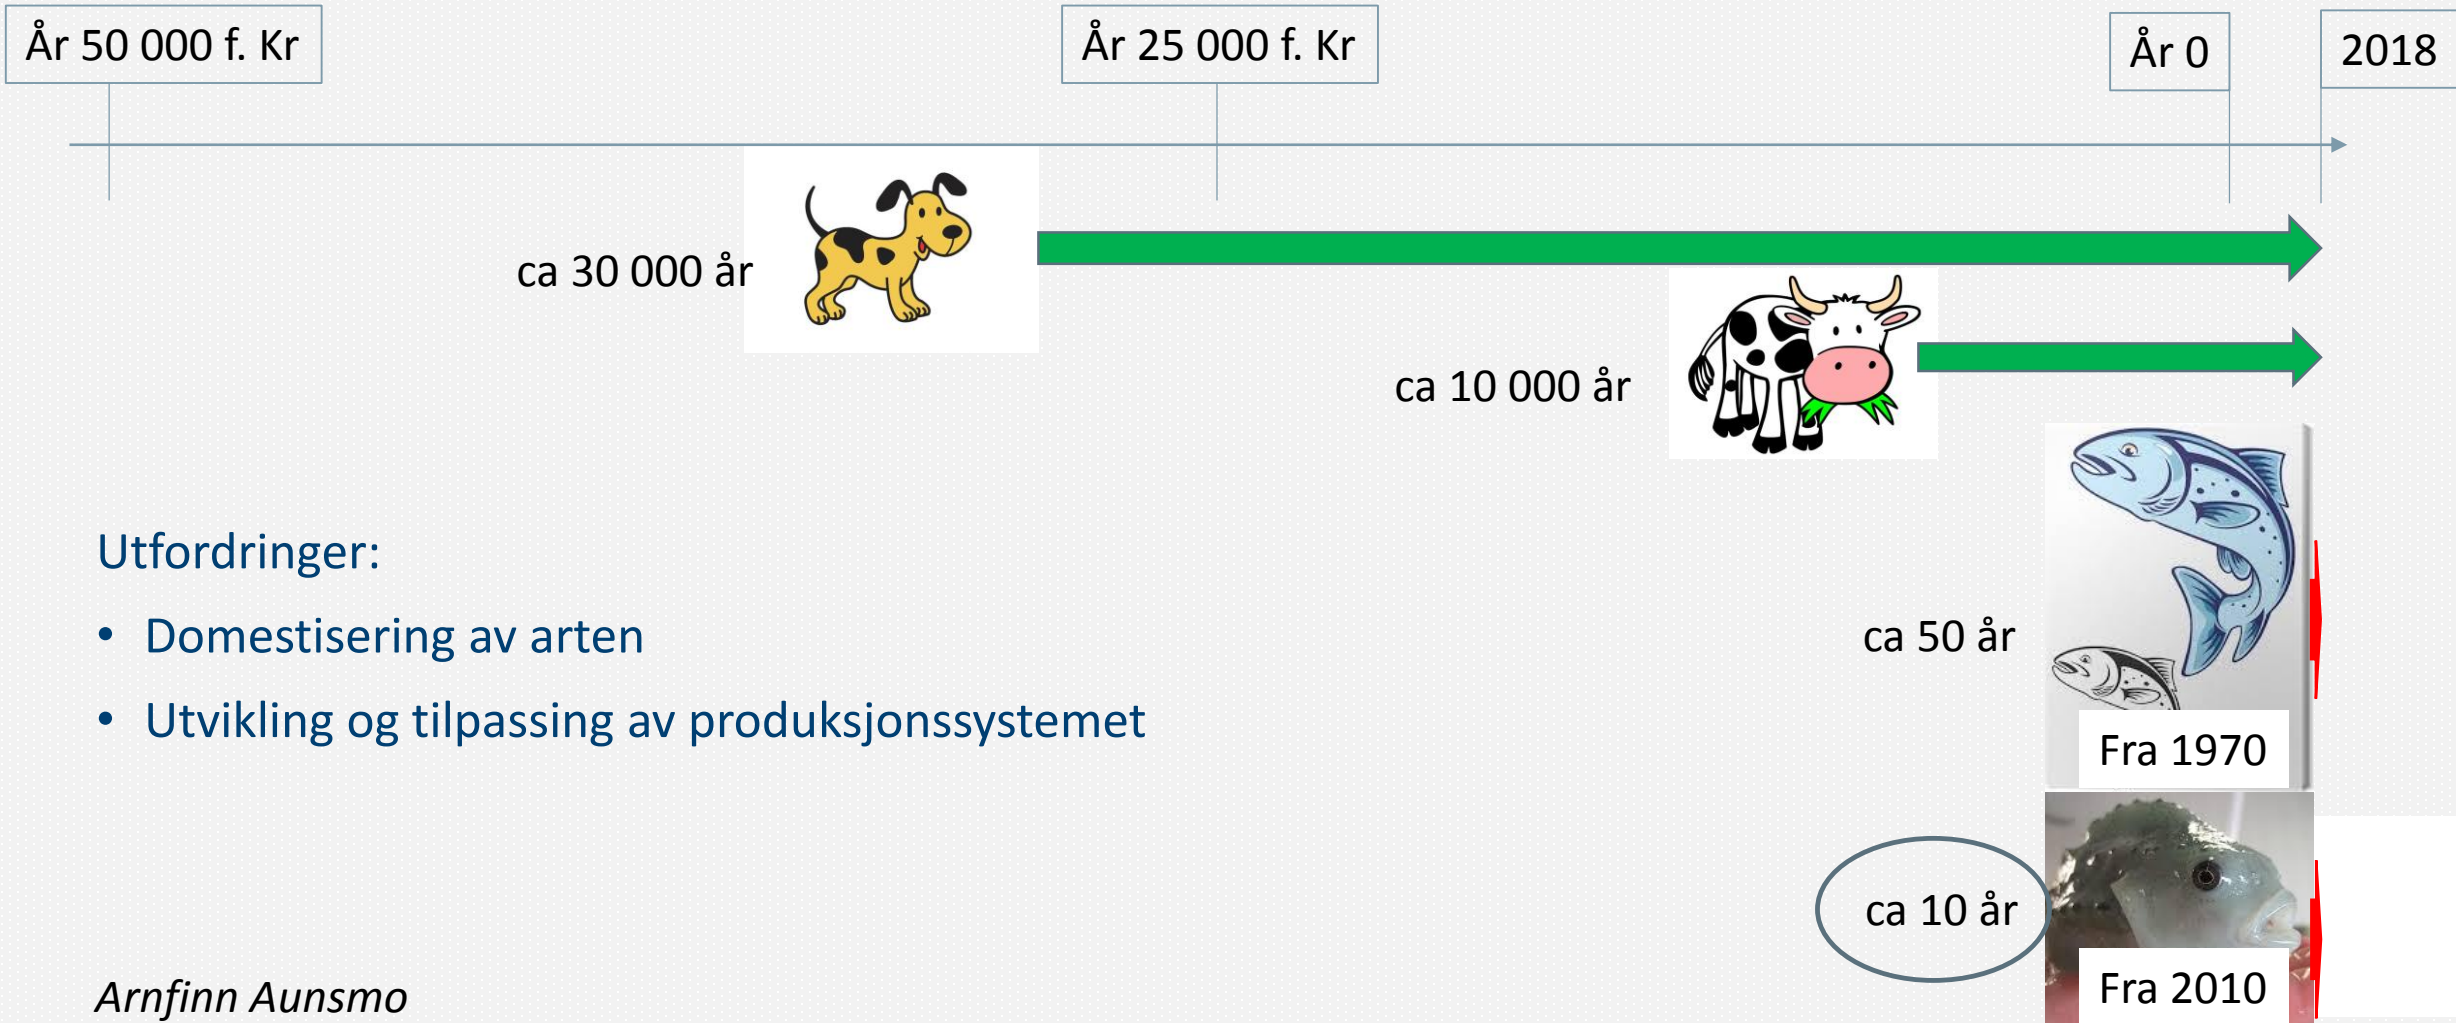 År 50 000 f. Kr
År 25 000 f. Kr
År 0
2018
ca 30 000 år
ca 10 000 år
Utfordringer:
• Domestisering av arten
• Utvikling og tilpassing av produksjonssystemet
ca 50 år
Fra 1970
ca 10 år
Fra 2010
Arnfinn Aunsmo